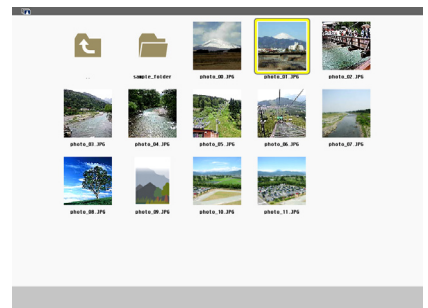 ..
sample_folder
photo_00.JPG
photo_01.JPG
photo_02.JPG
photo_03.JPG
photo_04.JPG
photo_05.JPG
photo_06.JPG
photo_07.JPG
photo_08.JPG
photo_09.JPG
photo_10.JPG
photo_11.JPG